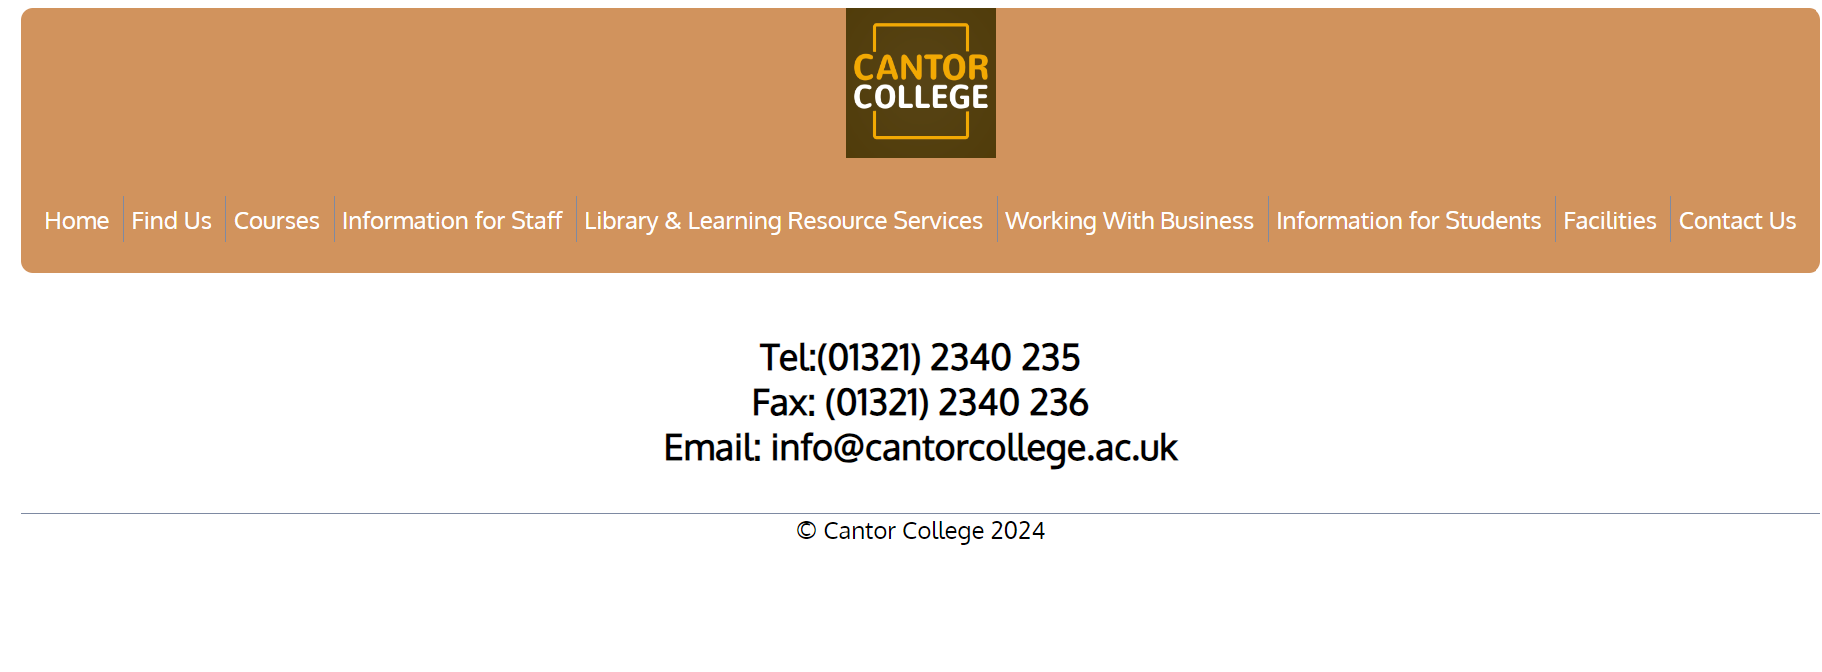 CANTOR
COLLEGE
Home Find Us Courses Information for Staff Library & Learning Resource Services Working With Business Information for Students Facilities Contact Us
Tel:(01321) 2340 235
Fax: (01321) 2340 236
Email: info@cantorcollege.ac.uk
© Cantor College 2024